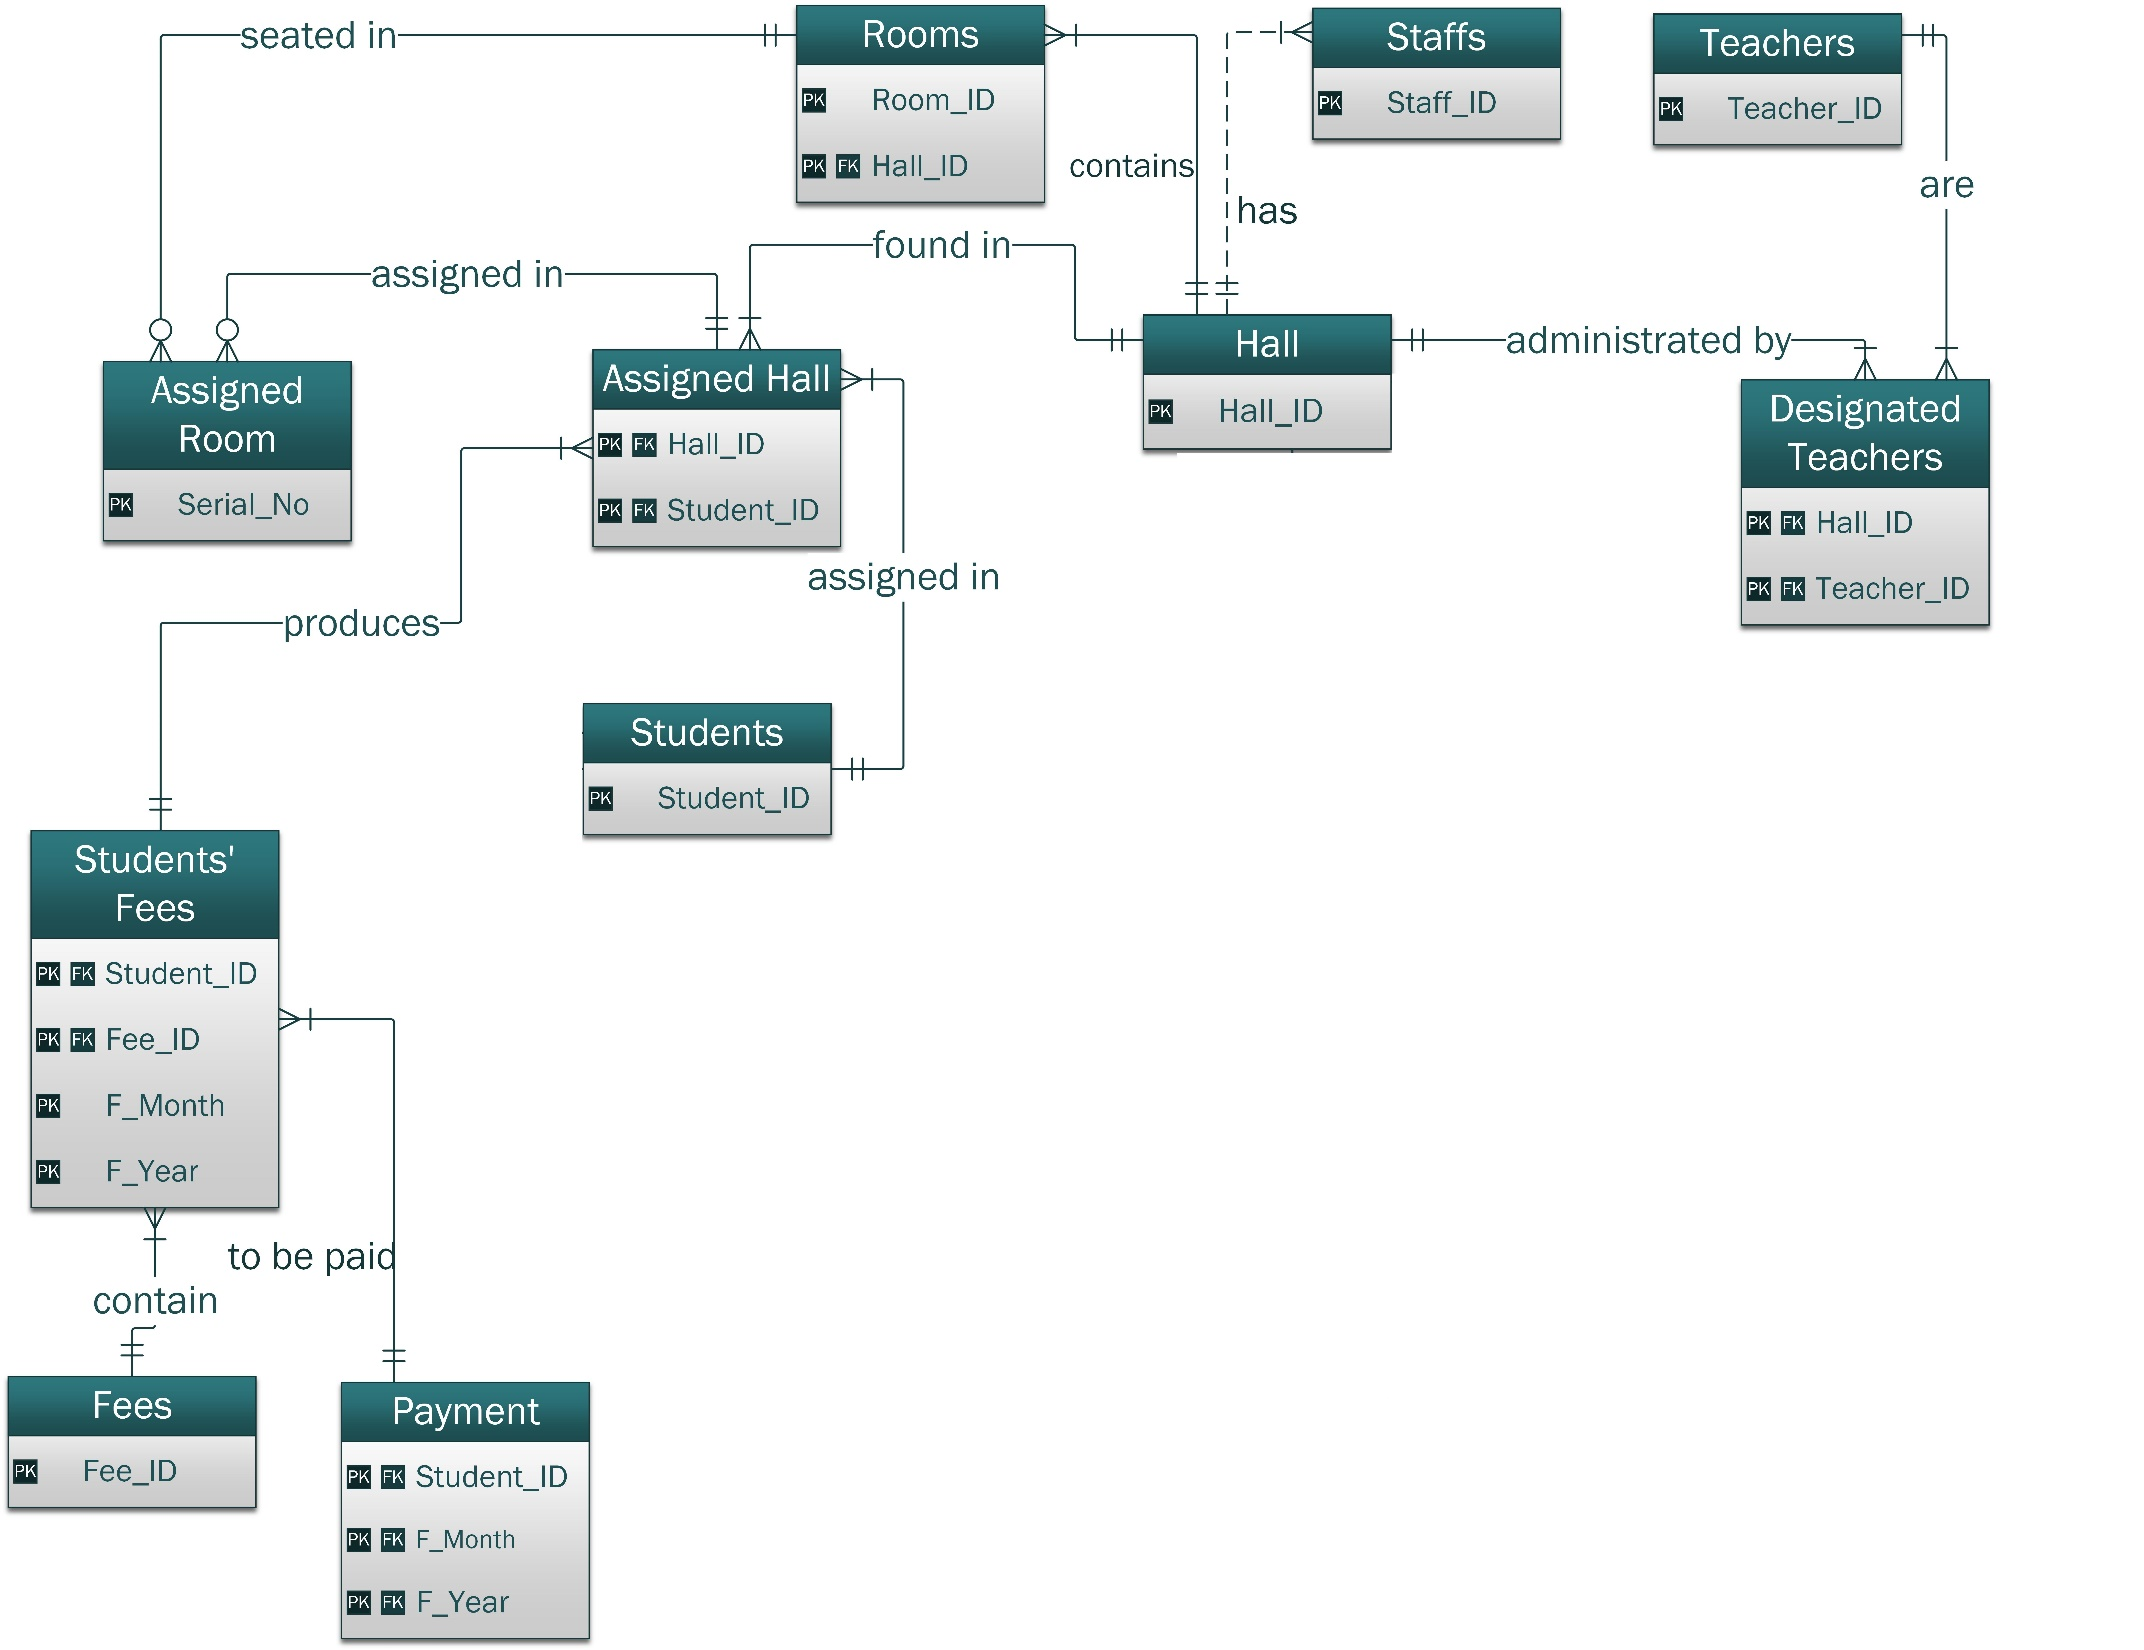 seated in
Rooms
PK Room_ID
PK FK Hall_ID
contains
Staffs
PK Staff_ID
has
Teachers
PK Teacher_ID
are
found in
assigned in
Assigned
Room
PK Serial_No
Assigned Hall
PK FK Hall_ID
PK FK Student_ID
Hall
PK Hall_ID
administrated by
Designated
Teachers
PK FK Hall_ID
PK FK Teacher_ID
assigned in
produces
Students
PK Student_ID
Students'
Fees
PK FK Student_ID
PK FK Fee_ID
PK F_Month
PK F_Year
to be paid
contain
Fees
PK Fee_ID
Payment
PK FK Student_ID
PK FK F_Month
PK FK F_Year